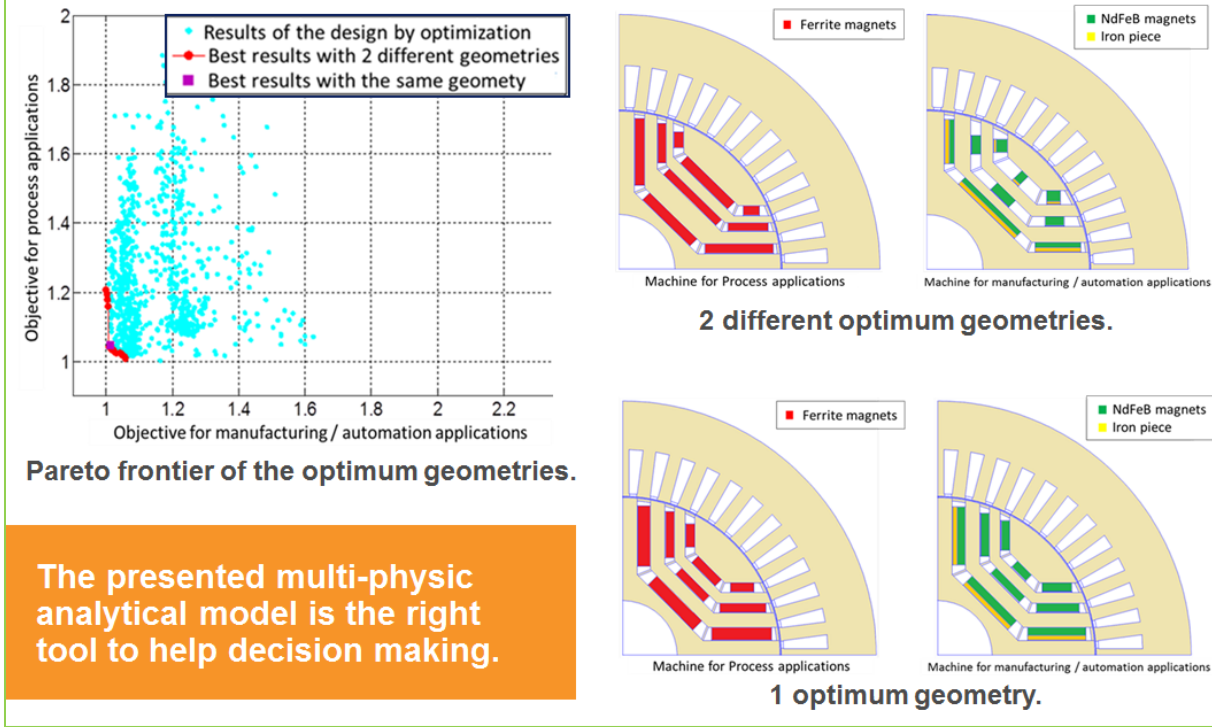 2
1.8
1.6
1.4
1.2
1
Objective for process applications
Results of the design by optimization
Best results with 2 different geometries
Best results with the same geomety
1 1.2 1.4 1.6 1.8 2 2.2
Objective for manufacturing / automation applications
Pareto frontier of the optimum geometries.
The presented multi-physic
analytical model is the right
tool to help decision making.
Ferrite magnets
NdFeB magnets
Iron piece
Machine for Process applications
Machine for manufacturing / automation applications
2 different optimum geometries.
Ferrite magnets
NdFeB magnets
Iron piece
Machine for Process applications
Machine for manufacturing / automation applications
1 optimum geometry.